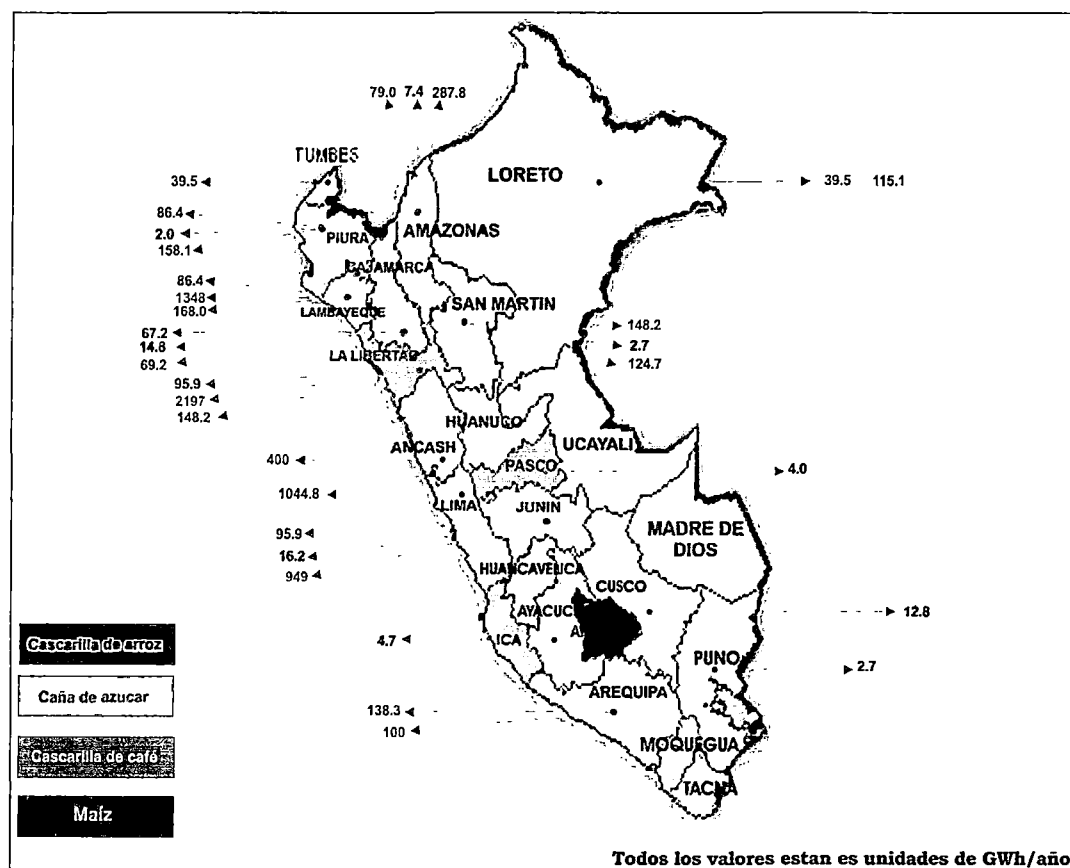 79.0 7.4 287.8
TUMBES
LORETO
39.5
39.5 115.1
86.4
2.0
158.1
PIURA
AMAZONAS
CAJAMARCA
86.4
1348
168.0
LAMBAYEQUE
SAN MARTIN
67.2
14.8
69.2
LA LIBERTAD
148.2
2.7
124.7
95.9
2197
148.2
HUANUCO
UCAYALI
ANCASH
PASCO
400
4.0
1044.8
LIMA
JUNIN
MADRE DE
DIOS
95.9
16.2
949
HUANCAVELICA
CUSCO
AYACUC
12.8
4.7
ICA
PUNO
2.7
AREQUIPA
138.3
100
MOQUEGUA
TACNA
Cascarilla de arroz
Caña de azucar
Cascarilla de café
Maíz
Todos los valores estan es unidades de GWh/año